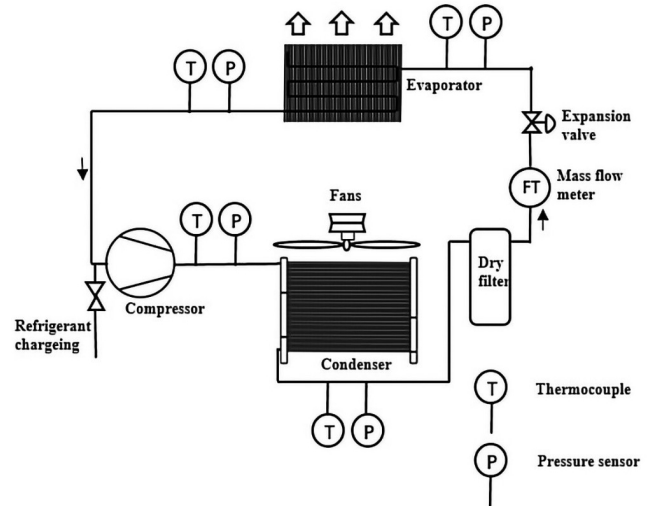 T
P
T
P
Evaporator
Expansion
valve
FT
Mass flow
meter
Fans
T
P
Dry
filter
Compressor
Refrigerant
chargeing
Condenser
T
P
T
Thermocouple
P
Pressure sensor